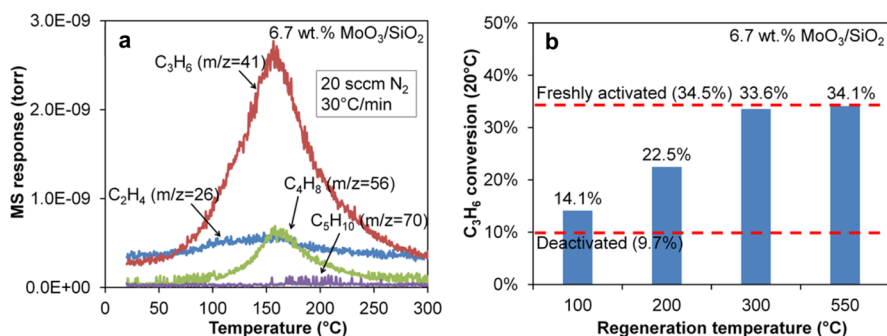 a
6.7 wt.% MoO₃/SiO₂
C₃H₆ (m/z=41)
20 sccm N₂
30°C/min
C₂H₄ (m/z=26)
C₄H₈ (m/z=56)
C₅H₁₀ (m/z=70)
MS response (torr)
3.0E-09
2.0E-09
1.0E-09
0.0E+00
0 50 100 150 200 250 300
Temperature (°C)
b
6.7 wt.% MoO₃/SiO₂
Freshly activated (34.5%) 33.6% 34.1%
22.5%
14.1%
Deactivated (9.7%)
C₃H₆ conversion (20°C)
50%
40%
30%
20%
10%
0%
100 200 300 550
Regeneration temperature (°C)